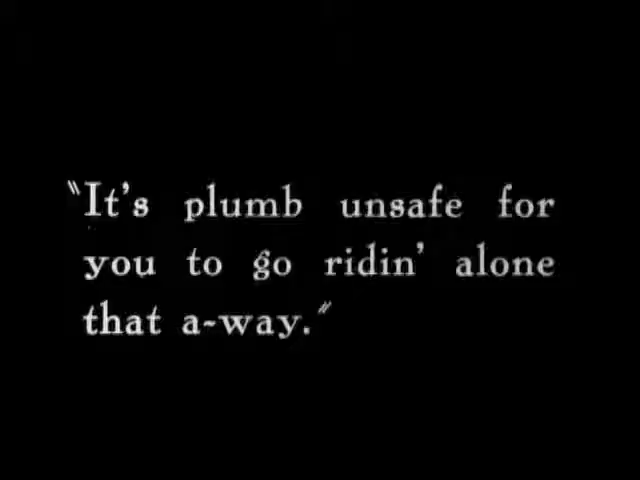 "It's plumb unsafe for
you to go ridin' alone
that a-way."